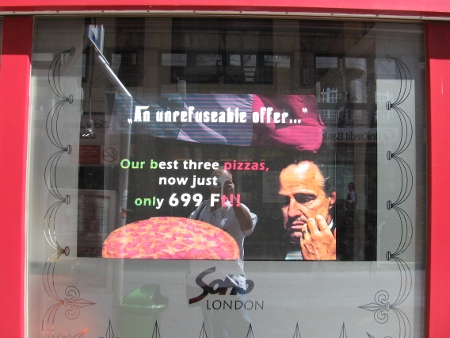 „An unrefuseable offer..."
Our best three pizzas,
now just
only 699 Ft!!
Soho
LONDON